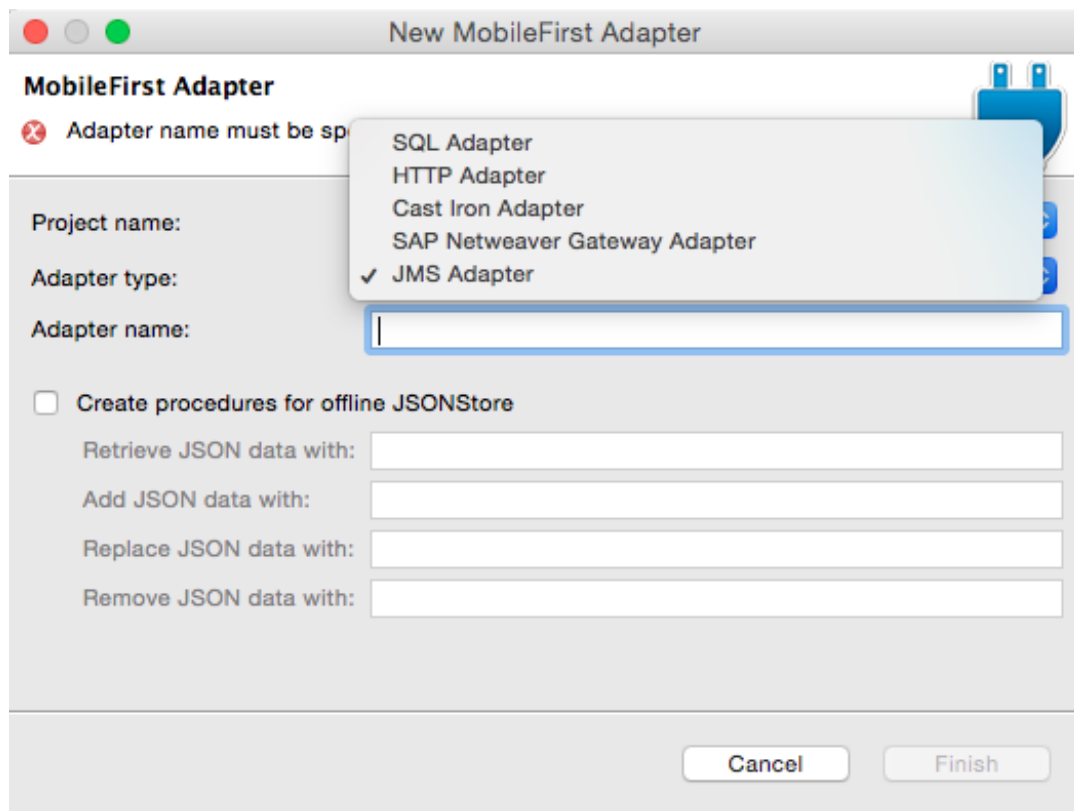 New MobileFirst Adapter
MobileFirst Adapter
Adapter name must be
SQL Adapter
HTTP Adapter
Cast Iron Adapter
SAP Netweaver Gateway Adapter
✓ JMS Adapter
Project name:
Adapter type:
Adapter name:
Create procedures for offline JSONStore
Retrieve JSON data with:
Add JSON data with:
Replace JSON data with:
Remove JSON data with:
Cancel
Finish